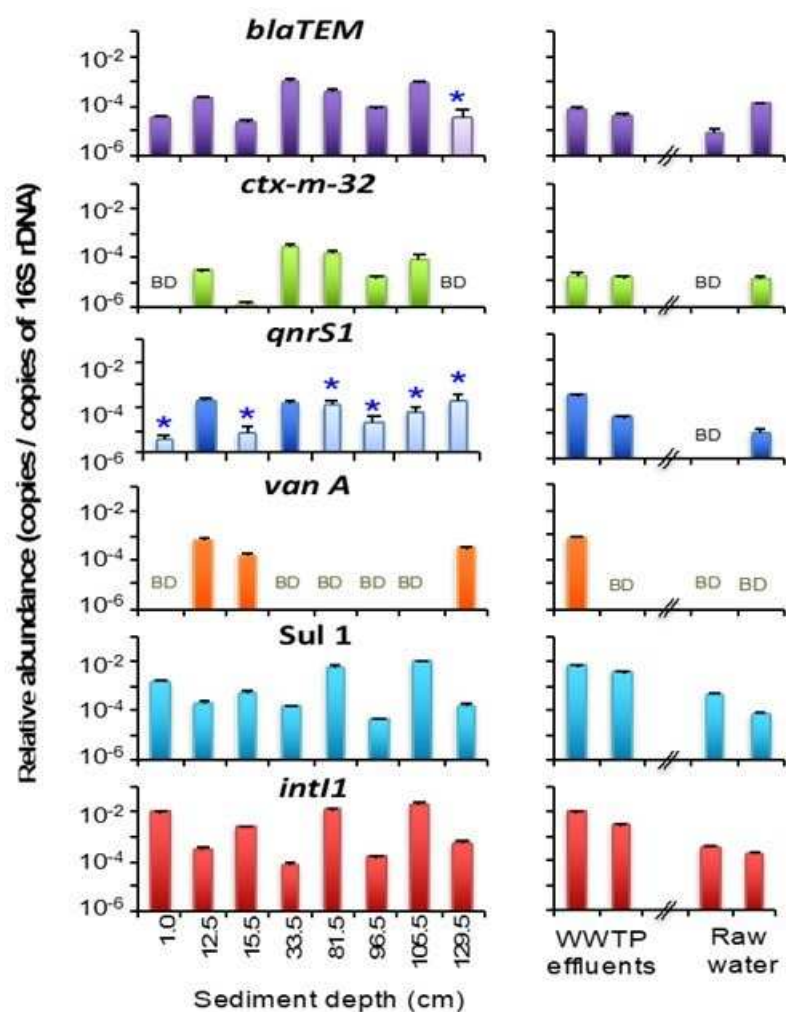 Relative abundance (copies / copies of 16S rDNA)
blaTEM
10-2
10-4
10-6
*
ctx-m-32
10-2
10-4
10-6
BD
BD
BD
qnrS1
10-2
10-4
10-6
*
*
*
*
*
*
BD
van A
10-2
10-4
10-6
BD
BD
BD
BD
BD
BD
BD
BD
Sul 1
10-2
10-4
10-6
intI1
10-2
10-4
10-6
1.0
12.5
15.5
33.5
81.5
96.5
105.5
129.5
Sediment depth (cm)
WWTP
effluents
Raw
water